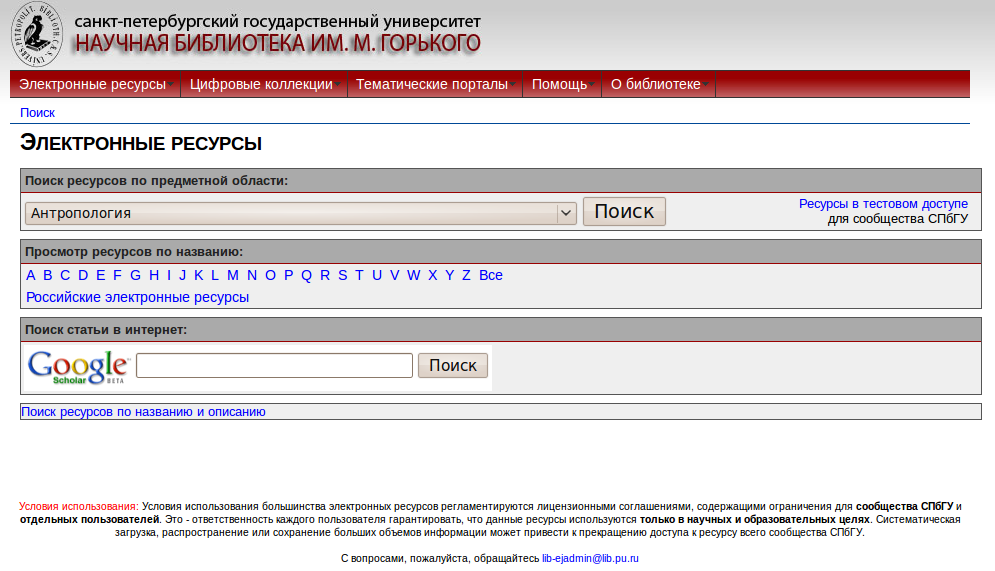 санкт-петербургский государственный университет
НАУЧНАЯ БИБЛИОТЕКА ИМ. М. ГОРЬКОГО
Электронные ресурсы Цифровые коллекции Тематические порталы Помощь О библиотеке
Поиск
ЭЛЕКТРОННЫЕ РЕСУРСЫ
Поиск ресурсов по предметной области:
Антропология Поиск
Ресурсы в тестовом доступе
для сообщества СПбГУ
Просмотр ресурсов по названию:
A B C D E F G H I J K L M N O P Q R S T U V W X Y Z Все
Российские электронные ресурсы
Поиск статьи в интернет:
Google Поиск
Scholar BETA
Поиск ресурсов по названию и описанию
Условия использования: Условия использования большинства электронных ресурсов регламентируются лицензионными соглашениями, содержащими ограничения для сообщества СПбГУ и
отдельных пользователей. Это - ответственность каждого пользователя гарантировать, что данные ресурсы используются только в научных и образовательных целях. Систематическая
загрузка, распространение или сохранение больших объемов информации может привести к прекращению доступа к ресурсу всего сообщества СПбГУ.
С вопросами, пожалуйста, обращайтесь lib-ejadmin@lib.pu.ru